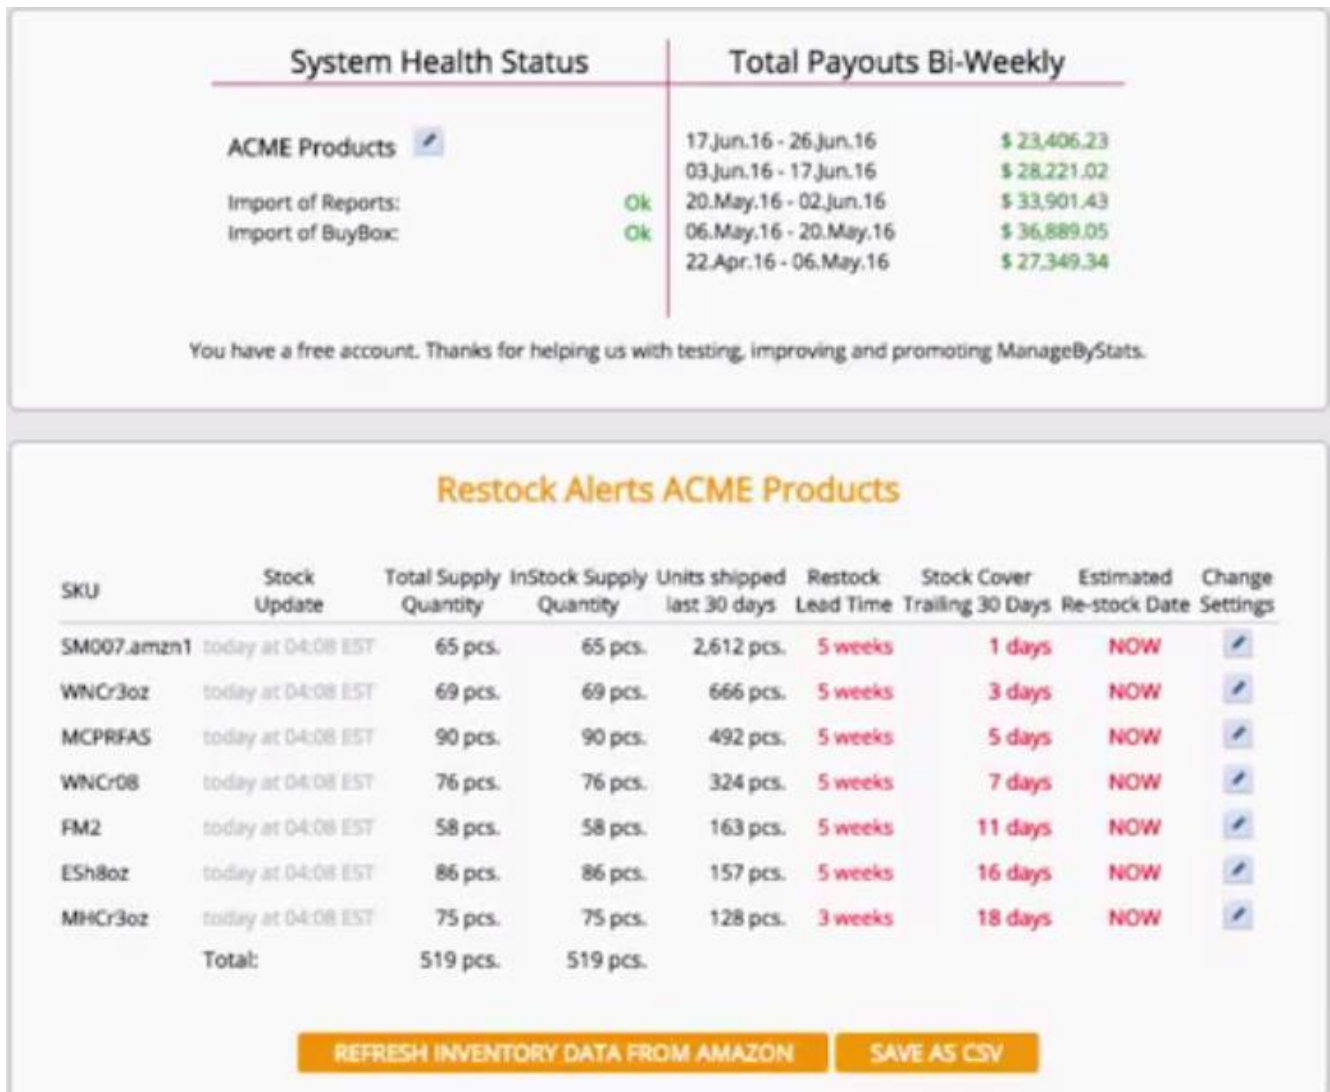 System Health Status
Total Payouts Bi-Weekly
ACME Products
Import of Reports: Ok
Import of BuyBox: Ok
17.Jun.16 - 26.Jun.16 $ 23,406.23
03.Jun.16 - 17.Jun.16 $ 28,221.02
20.May.16 - 02.Jun.16 $ 33,901.43
06.May.16 - 20.May.16 $ 36,889.05
22.Apr.16 - 06.May.16 $ 27,349.34
You have a free account. Thanks for helping us with testing, improving and promoting ManageByStats.
Restock Alerts ACME Products
SKU Stock Update Total Supply Quantity InStock Supply Quantity Units shipped last 30 days Restock Lead Time Stock Cover Trailing 30 Days Estimated Re-stock Date Change Settings
SM007.amzn1 today at 04:08 EST 65 pcs. 65 pcs. 2,612 pcs. 5 weeks 1 days NOW
WNCr3oz today at 04:08 EST 69 pcs. 69 pcs. 666 pcs. 5 weeks 3 days NOW
MCPRFAS today at 04:08 EST 90 pcs. 90 pcs. 492 pcs. 5 weeks 5 days NOW
WNCr08 today at 04:08 EST 76 pcs. 76 pcs. 324 pcs. 5 weeks 7 days NOW
FM2 today at 04:08 EST 58 pcs. 58 pcs. 163 pcs. 5 weeks 11 days NOW
ESh8oz today at 04:08 EST 86 pcs. 86 pcs. 157 pcs. 5 weeks 16 days NOW
MHCr3oz today at 04:08 EST 75 pcs. 75 pcs. 128 pcs. 3 weeks 18 days NOW
Total: 519 pcs. 519 pcs.
REFRESH INVENTORY DATA FROM AMAZON
SAVE AS CSV